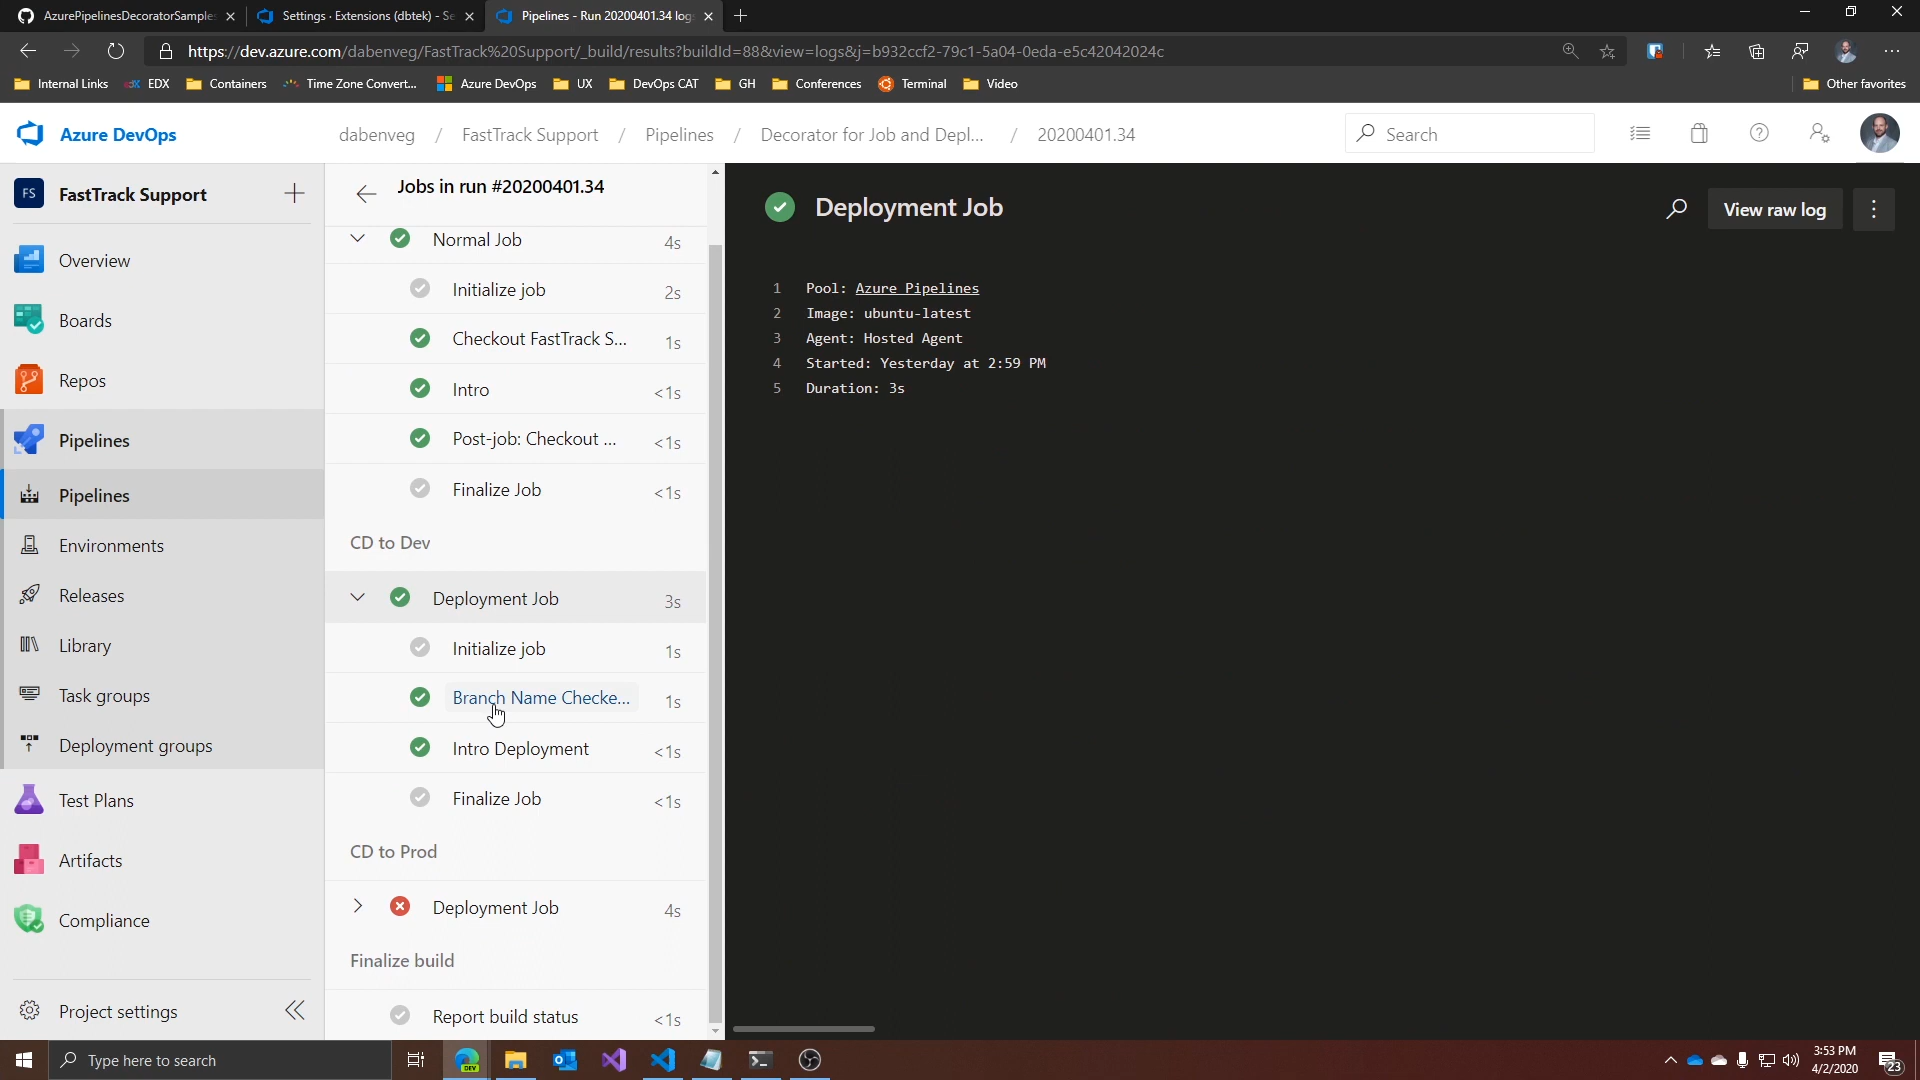 AzurePipelinesDecoratorSamples
Settings · Extensions (dbtek) - Se
Pipelines - Run 20200401.34 log
https://dev.azure.com/dabenveg/FastTrack%20Support/_build/results?buildId=88&view=logs&j=b932ccf2-79c1-5a04-0eda-e5c42042024c
Internal Links
EDX
Containers
Time Zone Convert...
Azure DevOps
UX
DevOps CAT
GH
Conferences
Terminal
Video
Other favorites
Azure DevOps
dabenveg / FastTrack Support / Pipelines / Decorator for Job and Depl... / 20200401.34
Search
FS
FastTrack Support
Overview
Boards
Repos
Pipelines
Pipelines
Environments
Releases
Library
Task groups
Deployment groups
Test Plans
Artifacts
Compliance
Project settings
Jobs in run #20200401.34
Normal Job 4s
Initialize job 2s
Checkout FastTrack S... 1s
Intro <1s
Post-job: Checkout ... <1s
Finalize Job <1s
CD to Dev
Deployment Job 3s
Initialize job 1s
Branch Name Checke... 1s
Intro Deployment <1s
Finalize Job <1s
CD to Prod
Deployment Job 4s
Finalize build
Report build status <1s
Deployment Job
View raw log
1 Pool: Azure Pipelines
2 Image: ubuntu-latest
3 Agent: Hosted Agent
4 Started: Yesterday at 2:59 PM
5 Duration: 3s
Type here to search
DEV
3:53 PM
4/2/2020
23